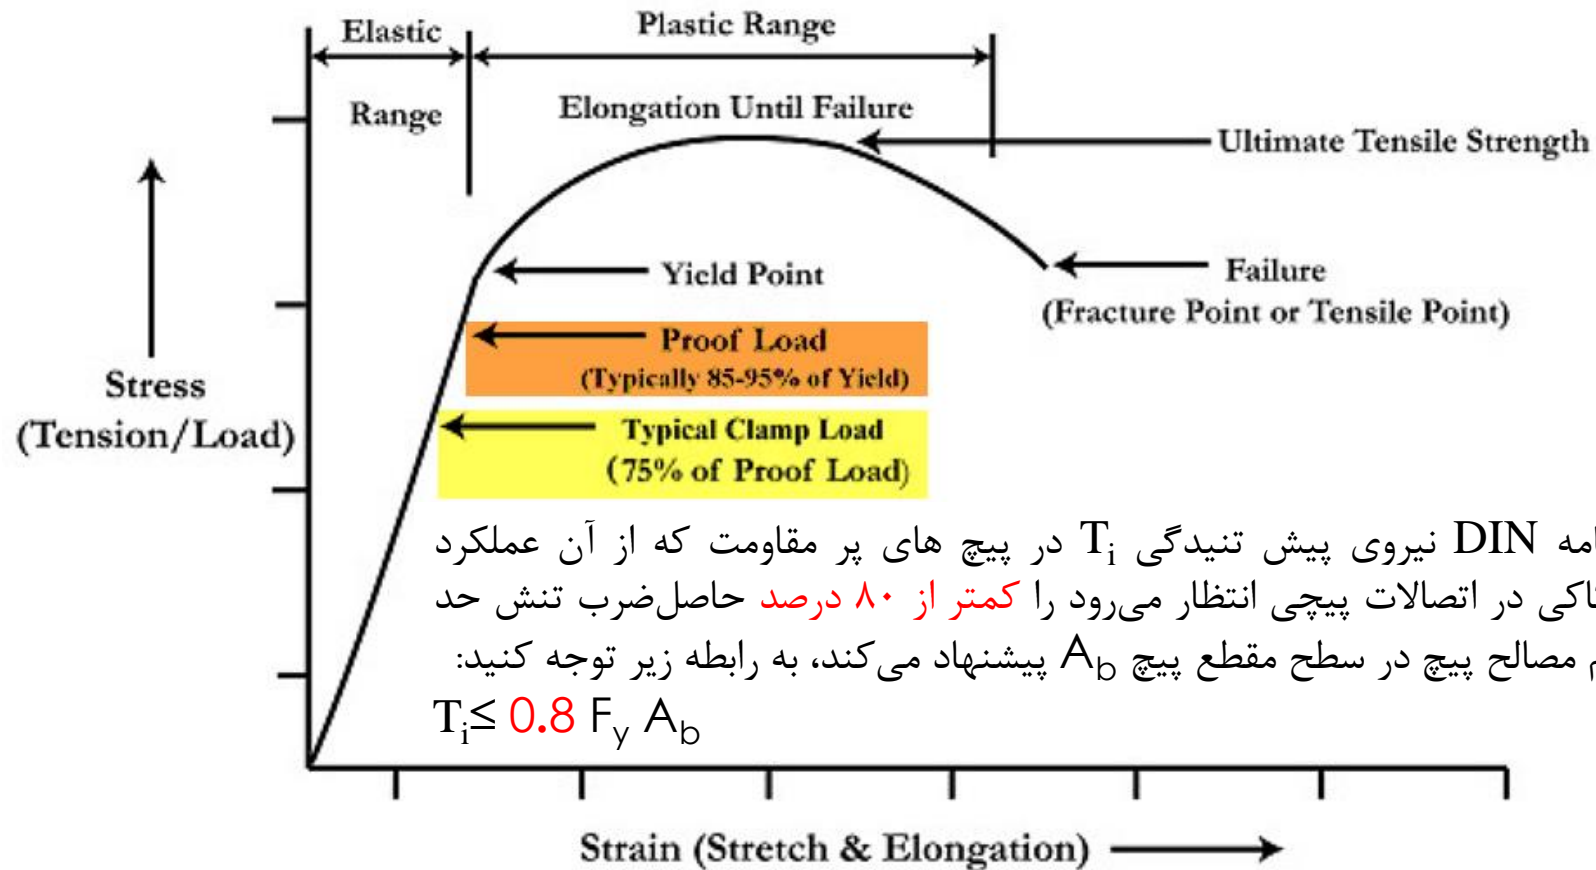 Elastic
Range
Plastic Range
Elongation Until Failure
Ultimate Tensile Strength
Yield Point
Failure
(Fracture Point or Tensile Point)
Proof Load
(Typically 85-95% of Yield)
Stress
(Tension/Load)
Typical Clamp Load
(75% of Proof Load)
DIN نیروی پیش تنیدگی Ti در پیچ های پر مقاومت که از آن عملکرد
در اتصالات پیچی انتظار می‌رود را کمتر از ۸۰ درصد حاصل‌ضرب تنش حد
مصالح پیچ در سطح مقطع پیچ Ab پیشنهاد می‌کند، به رابطه زیر توجه کنید:
Ti≤ 0.8 Fy Ab
Strain (Stretch & Elongation)